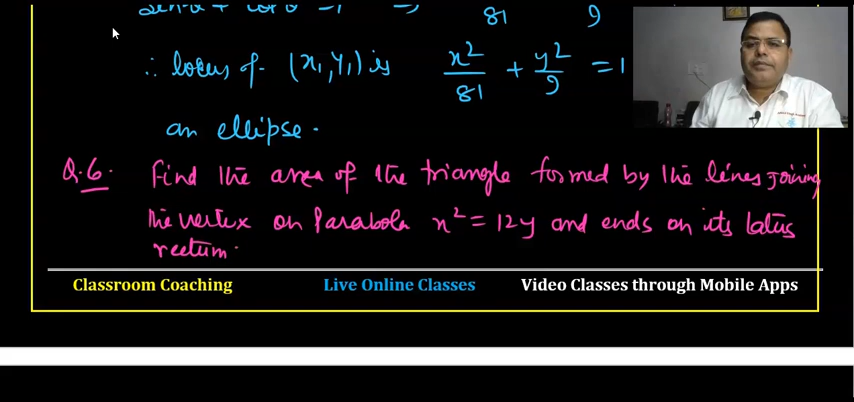 81 9
∴ locus of (x₁, y₁) is x²/81 + y²/9 = 1
an ellipse.
Q.6. Find the area of the triangle formed by the lines joining
the vertex on Parabola x² = 12y and ends on its latus
rectum.
Classroom Coaching Live Online Classes Video Classes through Mobile Apps